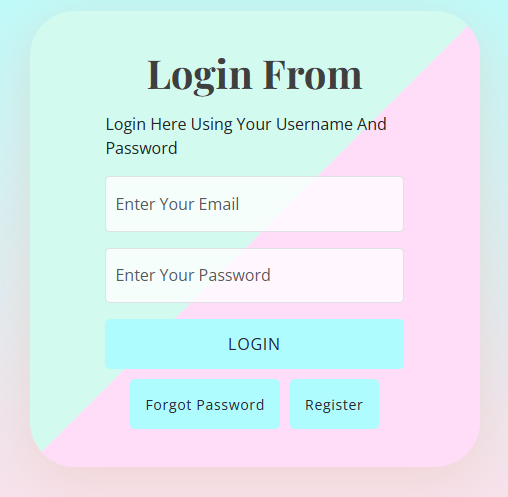 Login From
Login Here Using Your Username And
Password
Enter Your Email
Enter Your Password
LOGIN
Forgot Password
Register